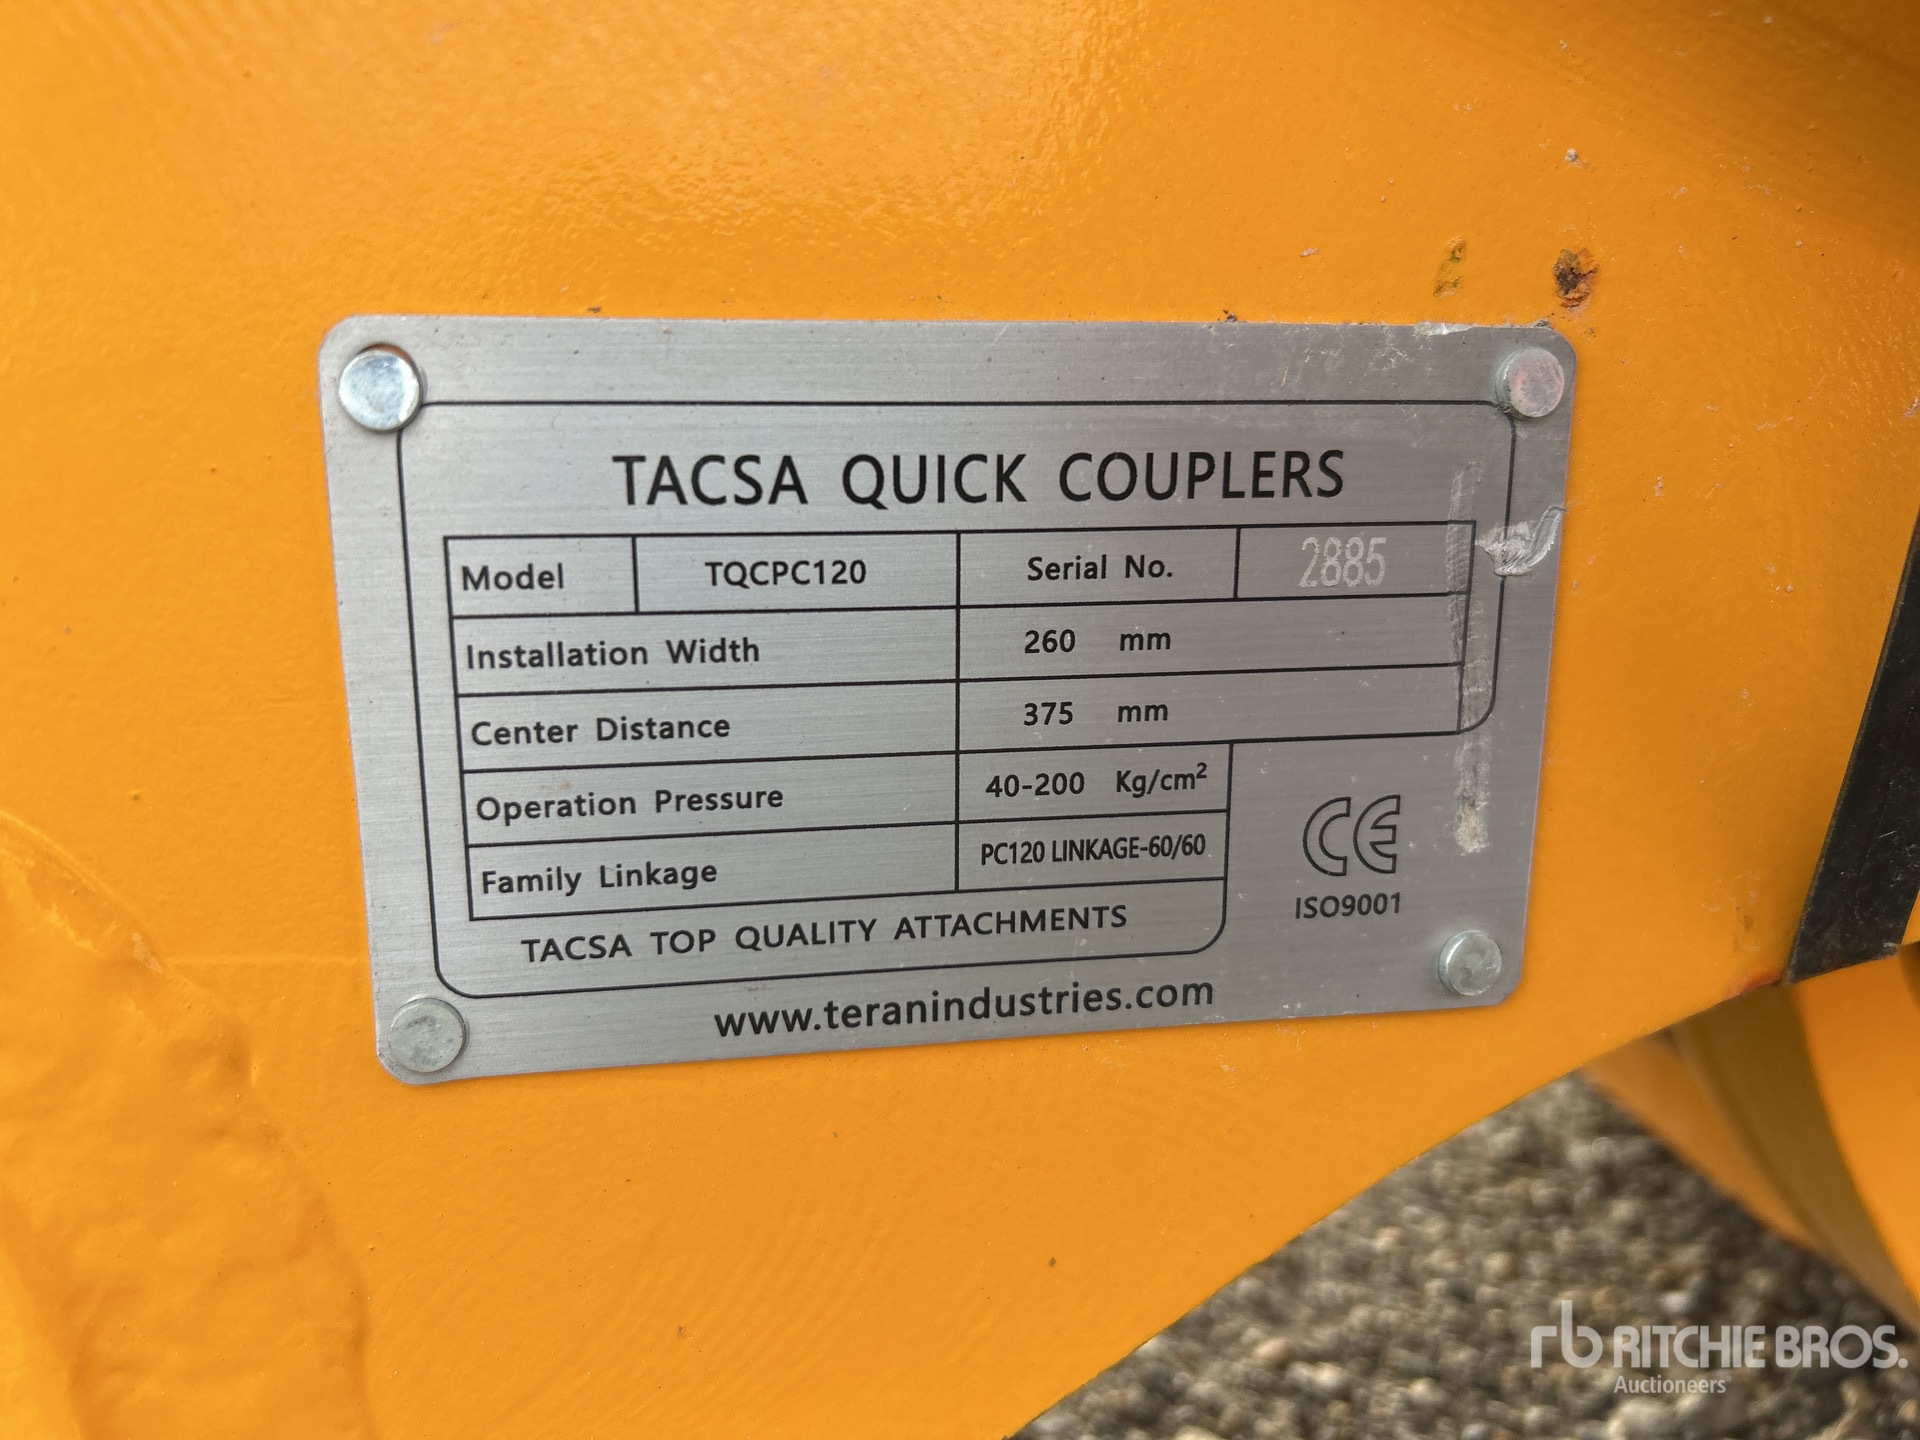 TACSA QUICK COUPLERS
Model TQCPC120 Serial No. 2885
Installation Width 260 mm
Center Distance 375 mm
Operation Pressure 40-200 Kg/cm²
Family Linkage PC120 LINKAGE-60/60
CE
ISO9001
TACSA TOP QUALITY ATTACHMENTS
www.teranindustries.com
rb RITCHIE BROS.
Auctioneers